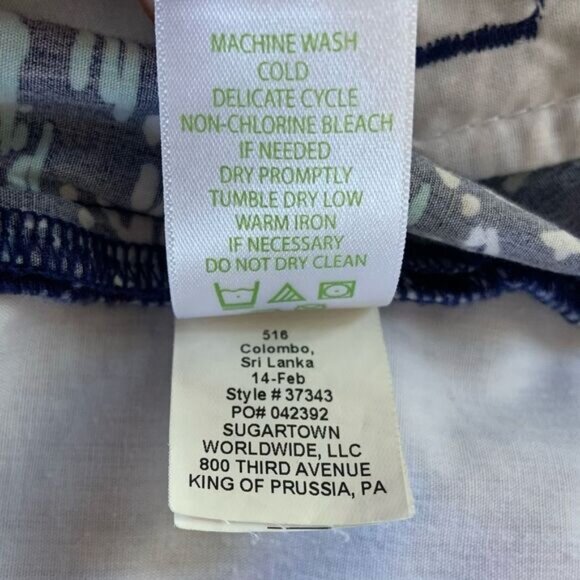 MACHINE WASH
COLD
DELICATE CYCLE
NON-CHLORINE BLEACH
IF NEEDED
DRY PROMPTLY
TUMBLE DRY LOW
WARM IRON
IF NECESSARY
DO NOT DRY CLEAN
516
Colombo,
Sri Lanka
14-Feb
Style # 37343
PO# 042392
SUGARTOWN
WORLDWIDE, LLC
800 THIRD AVENUE
KING OF PRUSSIA, PA